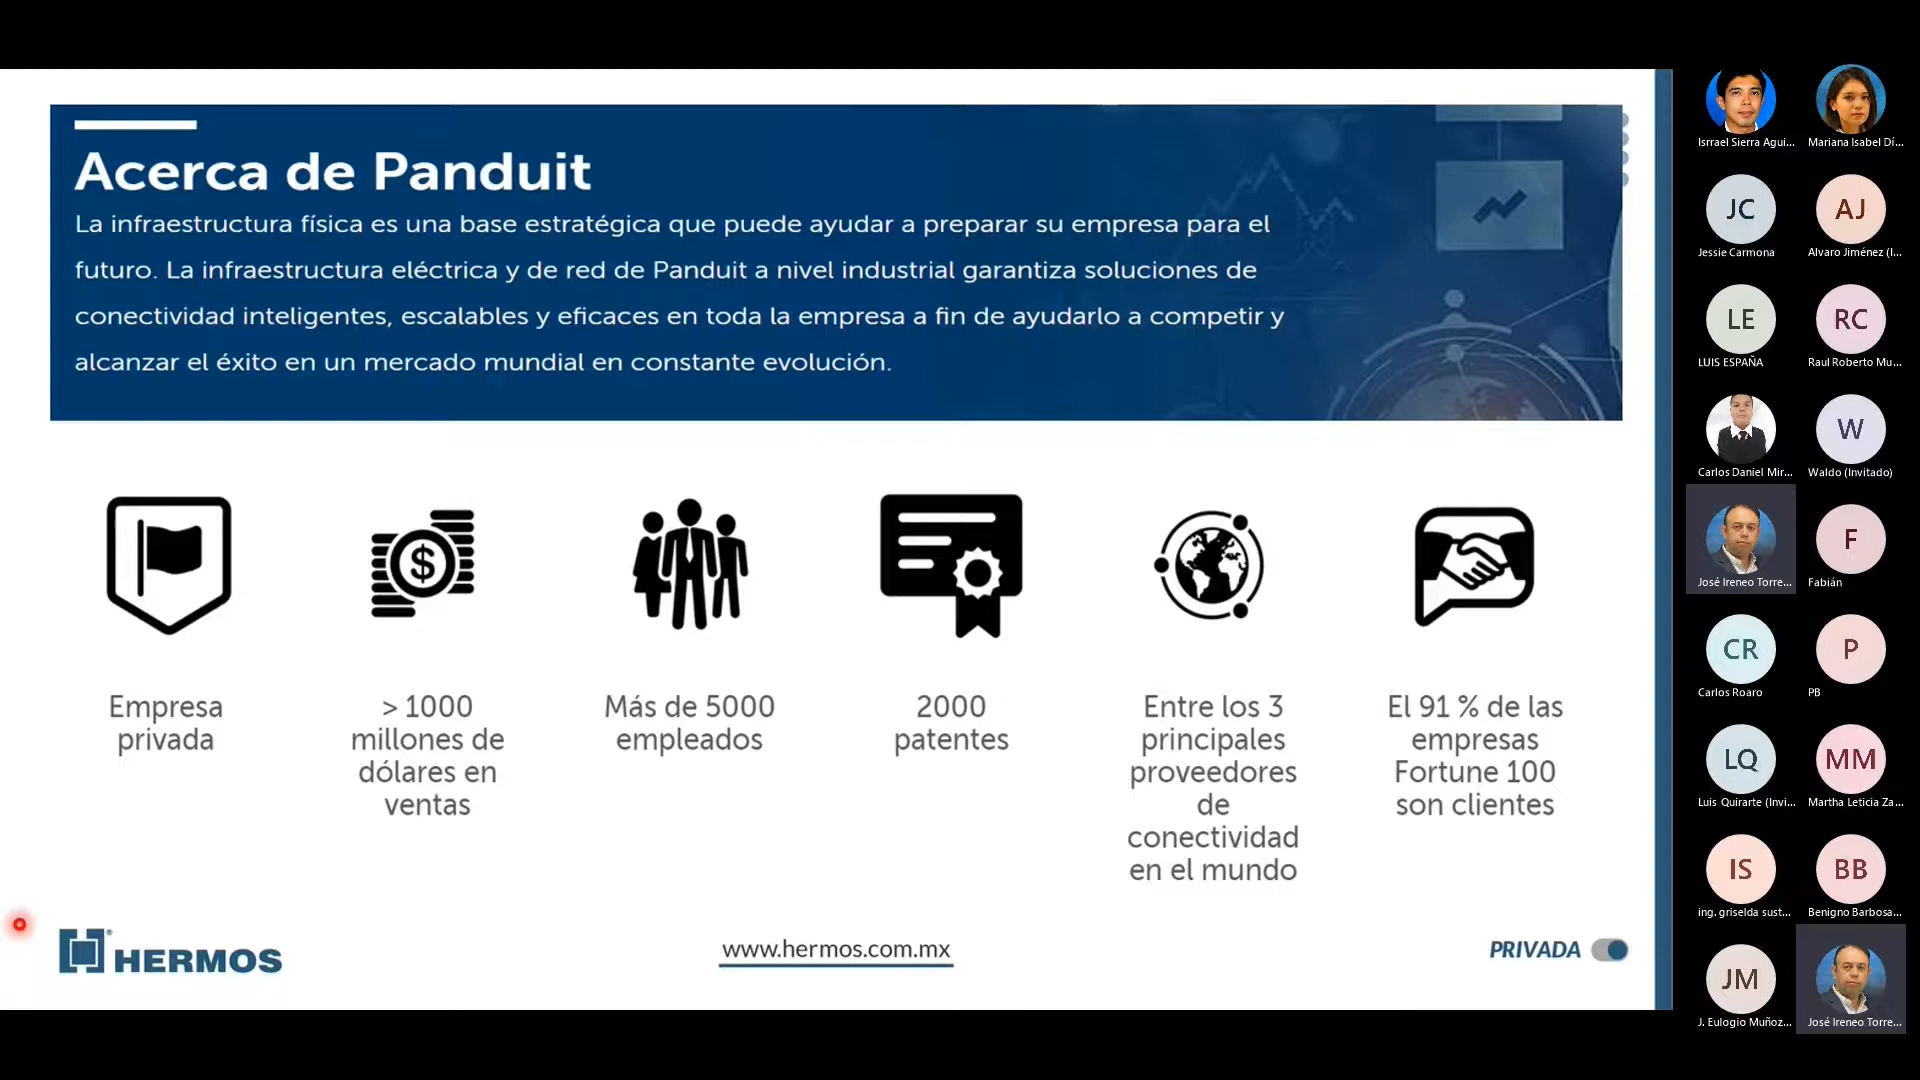 Acerca de Panduit
La infraestructura física es una base estratégica que puede ayudar a preparar su empresa para el
futuro. La infraestructura eléctrica y de red de Panduit a nivel industrial garantiza soluciones de
conectividad inteligentes, escalables y eficaces en toda la empresa a fin de ayudarlo a competir y
alcanzar el éxito en un mercado mundial en constante evolución.
$
Empresa
privada
> 1000
millones de
dólares en
ventas
Más de 5000
empleados
2000
patentes
Entre los 3
principales
proveedores
de
conectividad
en el mundo
El 91 % de las
empresas
Fortune 100
son clientes
HERMOS
www.hermos.com.mx
PRIVADA
Isrrael Sierra Agui...
Mariana Isabel Dí...
JC
Jessie Carmona
AJ
Alvaro Jiménez (I...
LE
LUIS ESPAÑA
RC
Raul Roberto Mu...
Carlos Daniel Mir...
W
Waldo (Invitado)
José Ireneo Torre...
F
Fabián
CR
Carlos Roaro
P
PB
LQ
Luis Quirarte (Invi...
MM
Martha Leticia Za...
IS
ing. griselda sust...
BB
Benigno Barbosa...
JM
J. Eulogio Muñoz...
José Ireneo Torre...